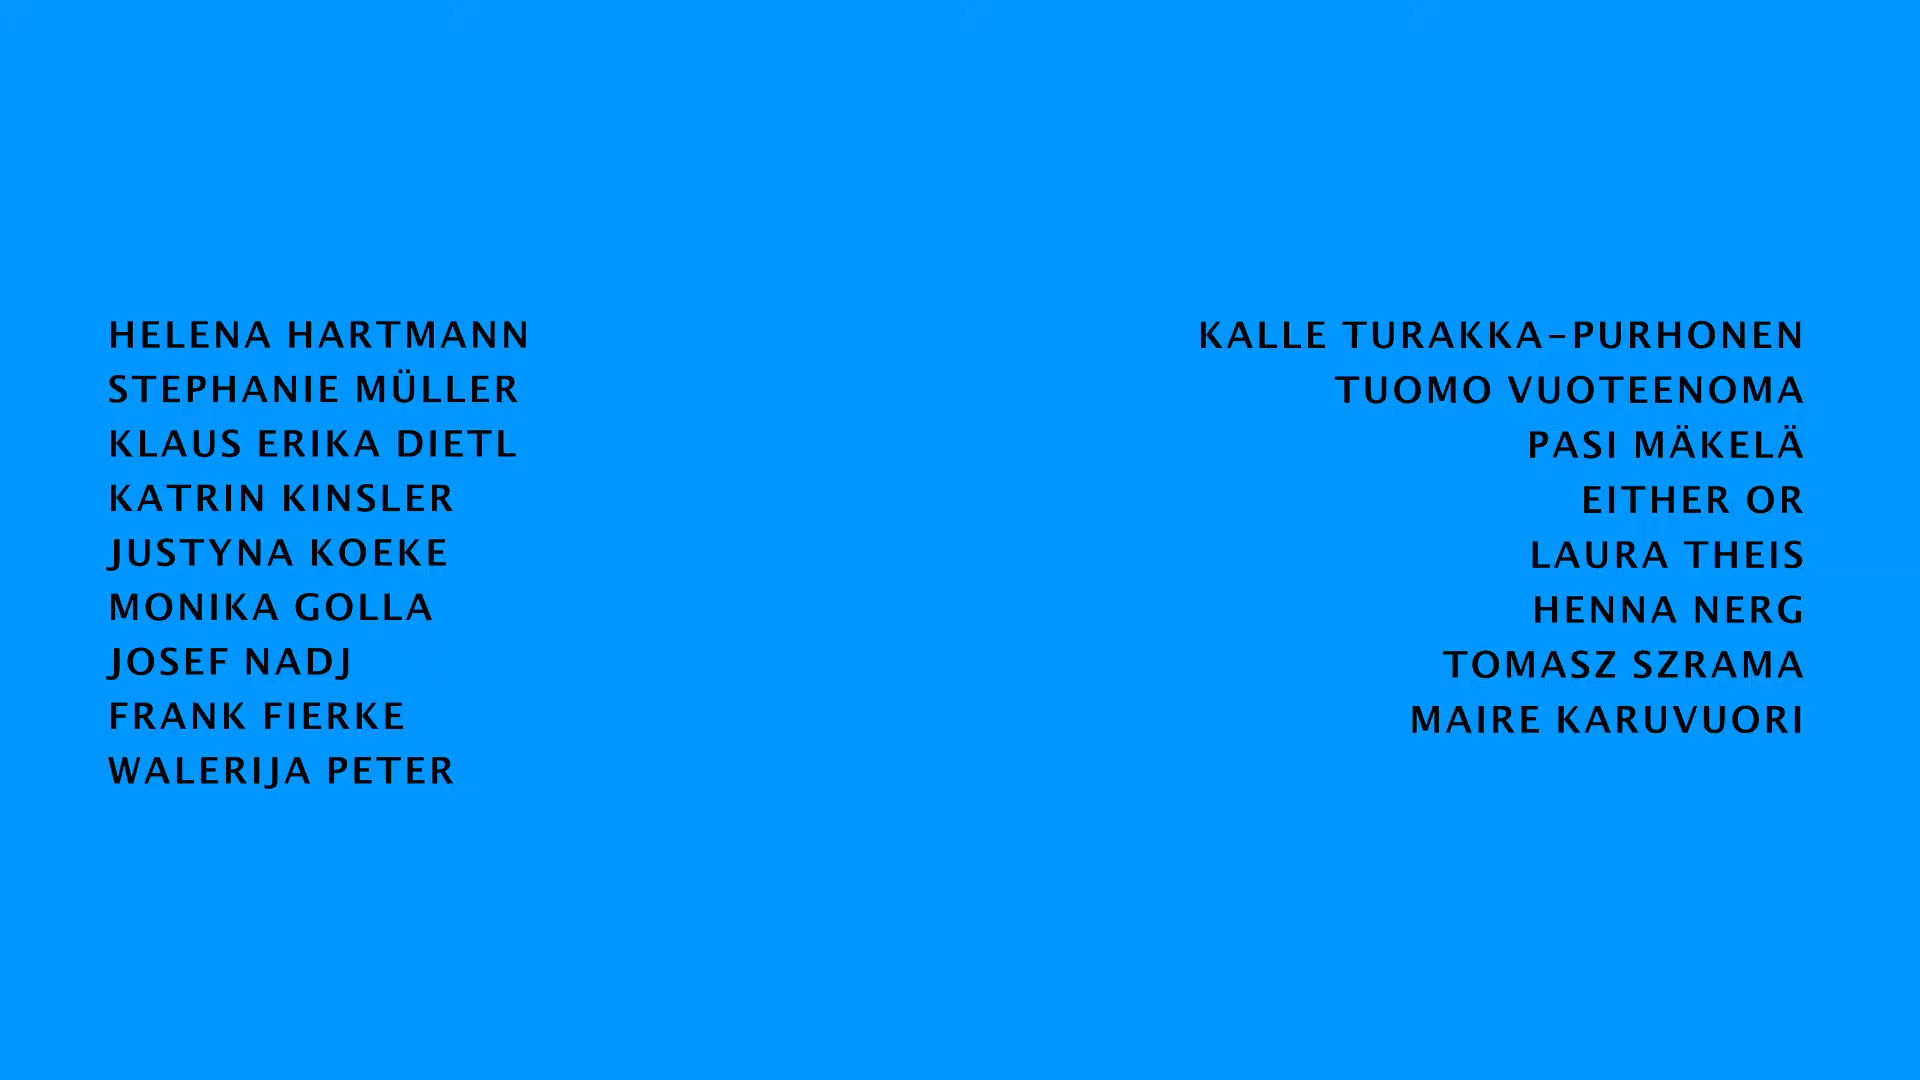 HELENA HARTMANN
STEPHANIE MÜLLER
KLAUS ERIKA DIETL
KATRIN KINSLER
JUSTYNA KOEKE
MONIKA GOLLA
JOSEF NADJ
FRANK FIERKE
WALERIJA PETER
KALLE TURAKKA-PURHONEN
TUOMO VUOTEENOMA
PASI MÄKELÄ
EITHER OR
LAURA THEIS
HENNA NERG
TOMASZ SZRAMA
MAIRE KARUVUORI